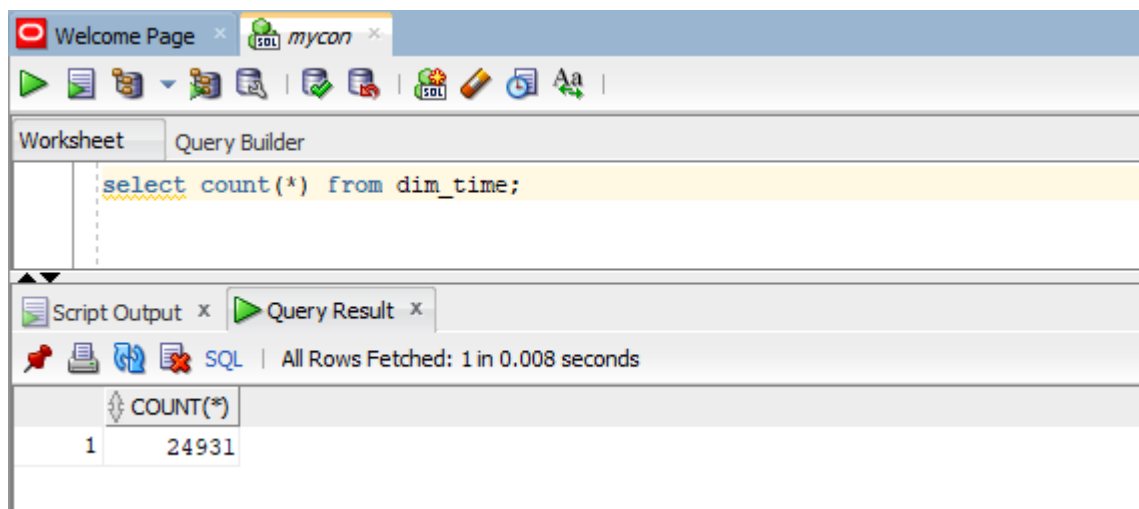 Welcome Page mycon
Worksheet Query Builder
select count(*) from dim_time;
Script Output x Query Result x
SQL | All Rows Fetched: 1 in 0.008 seconds
COUNT(*)
1 24931